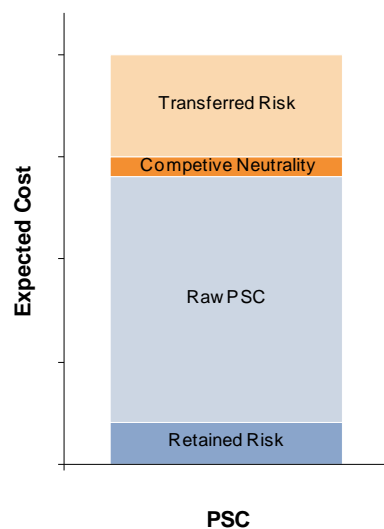 Transferred Risk
Competive Neutrality
Expected Cost
Raw PSC
Retained Risk
PSC